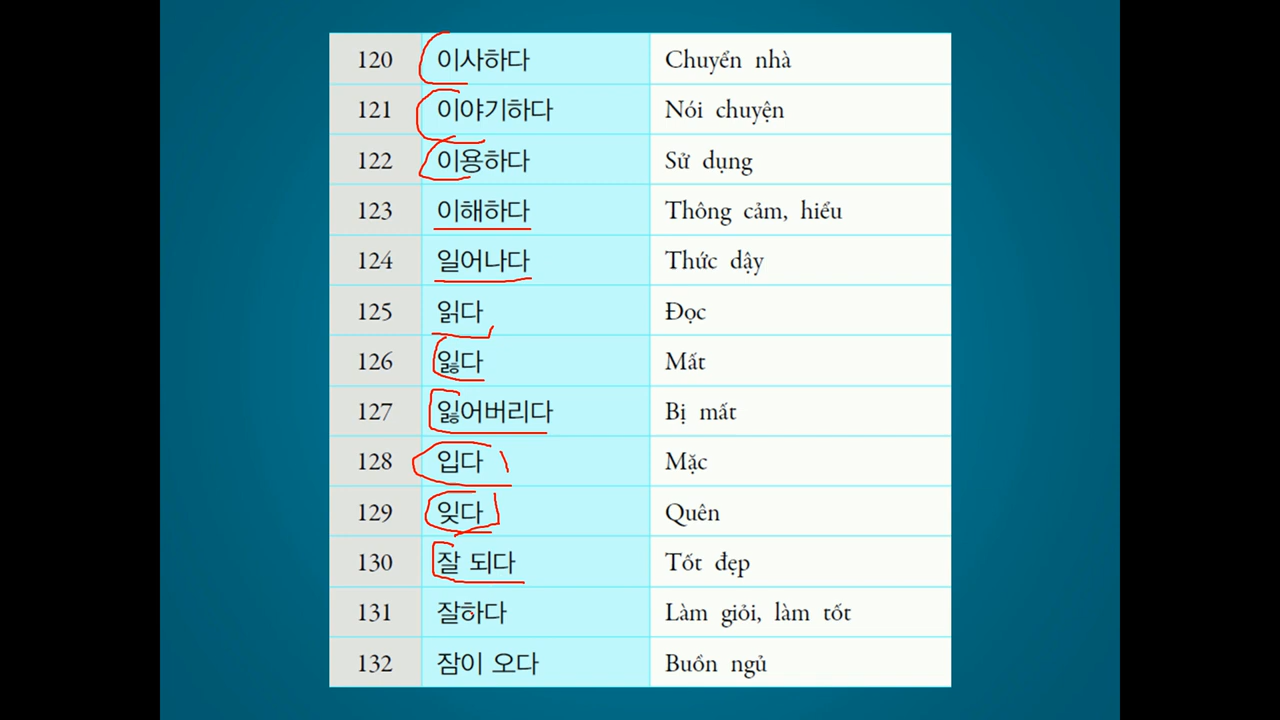 120 이사하다 Chuyển nhà
121 이야기하다 Nói chuyện
122 이용하다 Sử dụng
123 이해하다 Thông cảm, hiểu
124 일어나다 Thức dậy
125 읽다 Đọc
126 잃다 Mất
127 잃어버리다 Bị mất
128 입다 Mặc
129 잊다 Quên
130 잘 되다 Tốt đẹp
131 잘하다 Làm giỏi, làm tốt
132 잠이 오다 Buồn ngủ